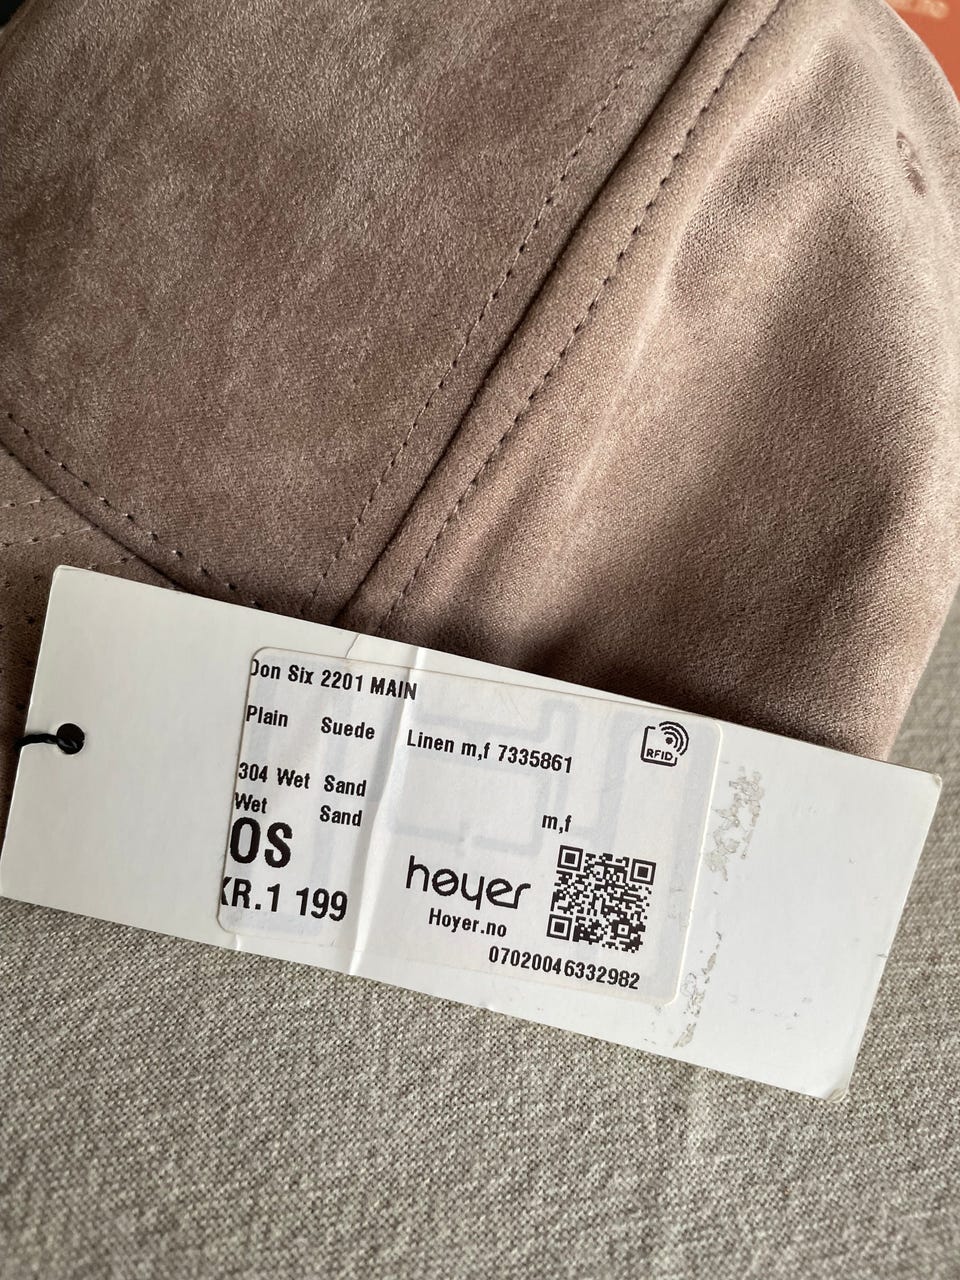 Don Six 2201 MAIN
Plain Suede Linen m,f 7335861
RFID
304 Wet Sand
Wet Sand m,f
OS
KR.1 199
høyer
Hoyer.no
07020046332982